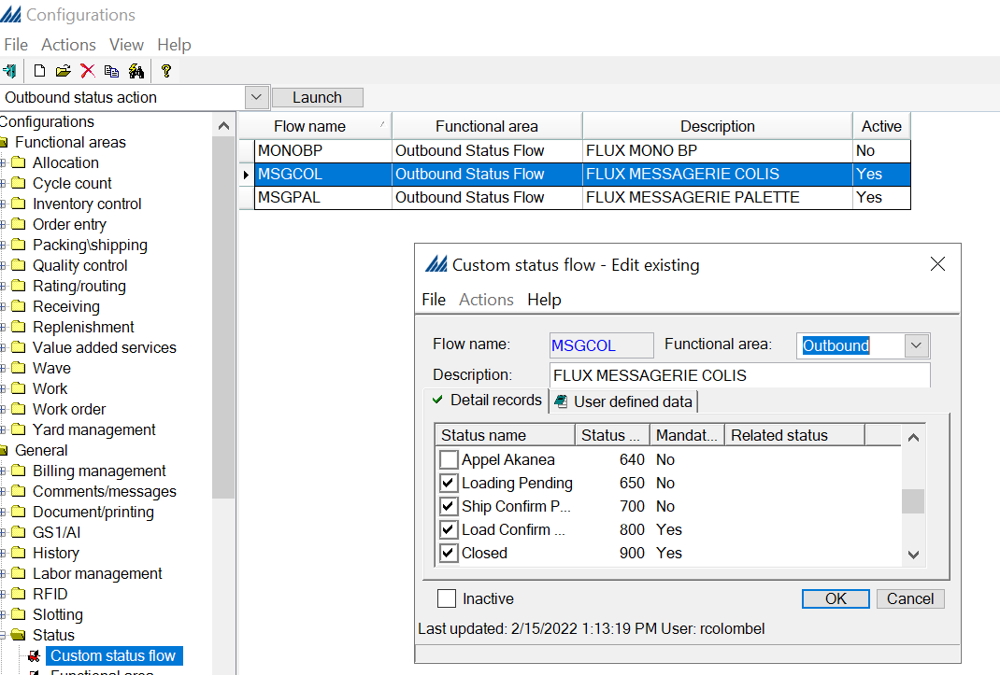 Configurations
File Actions View Help
Outbound status action Launch
Configurations
Functional areas
Allocation
Cycle count
Inventory control
Order entry
Packing\shipping
Quality control
Rating/routing
Receiving
Replenishment
Value added services
Wave
Work
Work order
Yard management
General
Billing management
Comments/messages
Document/printing
GS1/AI
History
Labor management
RFID
Slotting
Status
Custom status flow
Functional area
Flow name Functional area Description Active
MONOBP Outbound Status Flow FLUX MONO BP No
MSGCOL Outbound Status Flow FLUX MESSAGERIE COLIS Yes
MSGPAL Outbound Status Flow FLUX MESSAGERIE PALETTE Yes
Custom status flow - Edit existing
File Actions Help
Flow name: MSGCOL Functional area: Outbound
Description: FLUX MESSAGERIE COLIS
Detail records User defined data
Status name Status ... Mandat... Related status
Appel Akanea 640 No
Loading Pending 650 No
Ship Confirm P... 700 No
Load Confirm ... 800 Yes
Closed 900 Yes
Inactive OK Cancel
Last updated: 2/15/2022 1:13:19 PM User: rcolombel